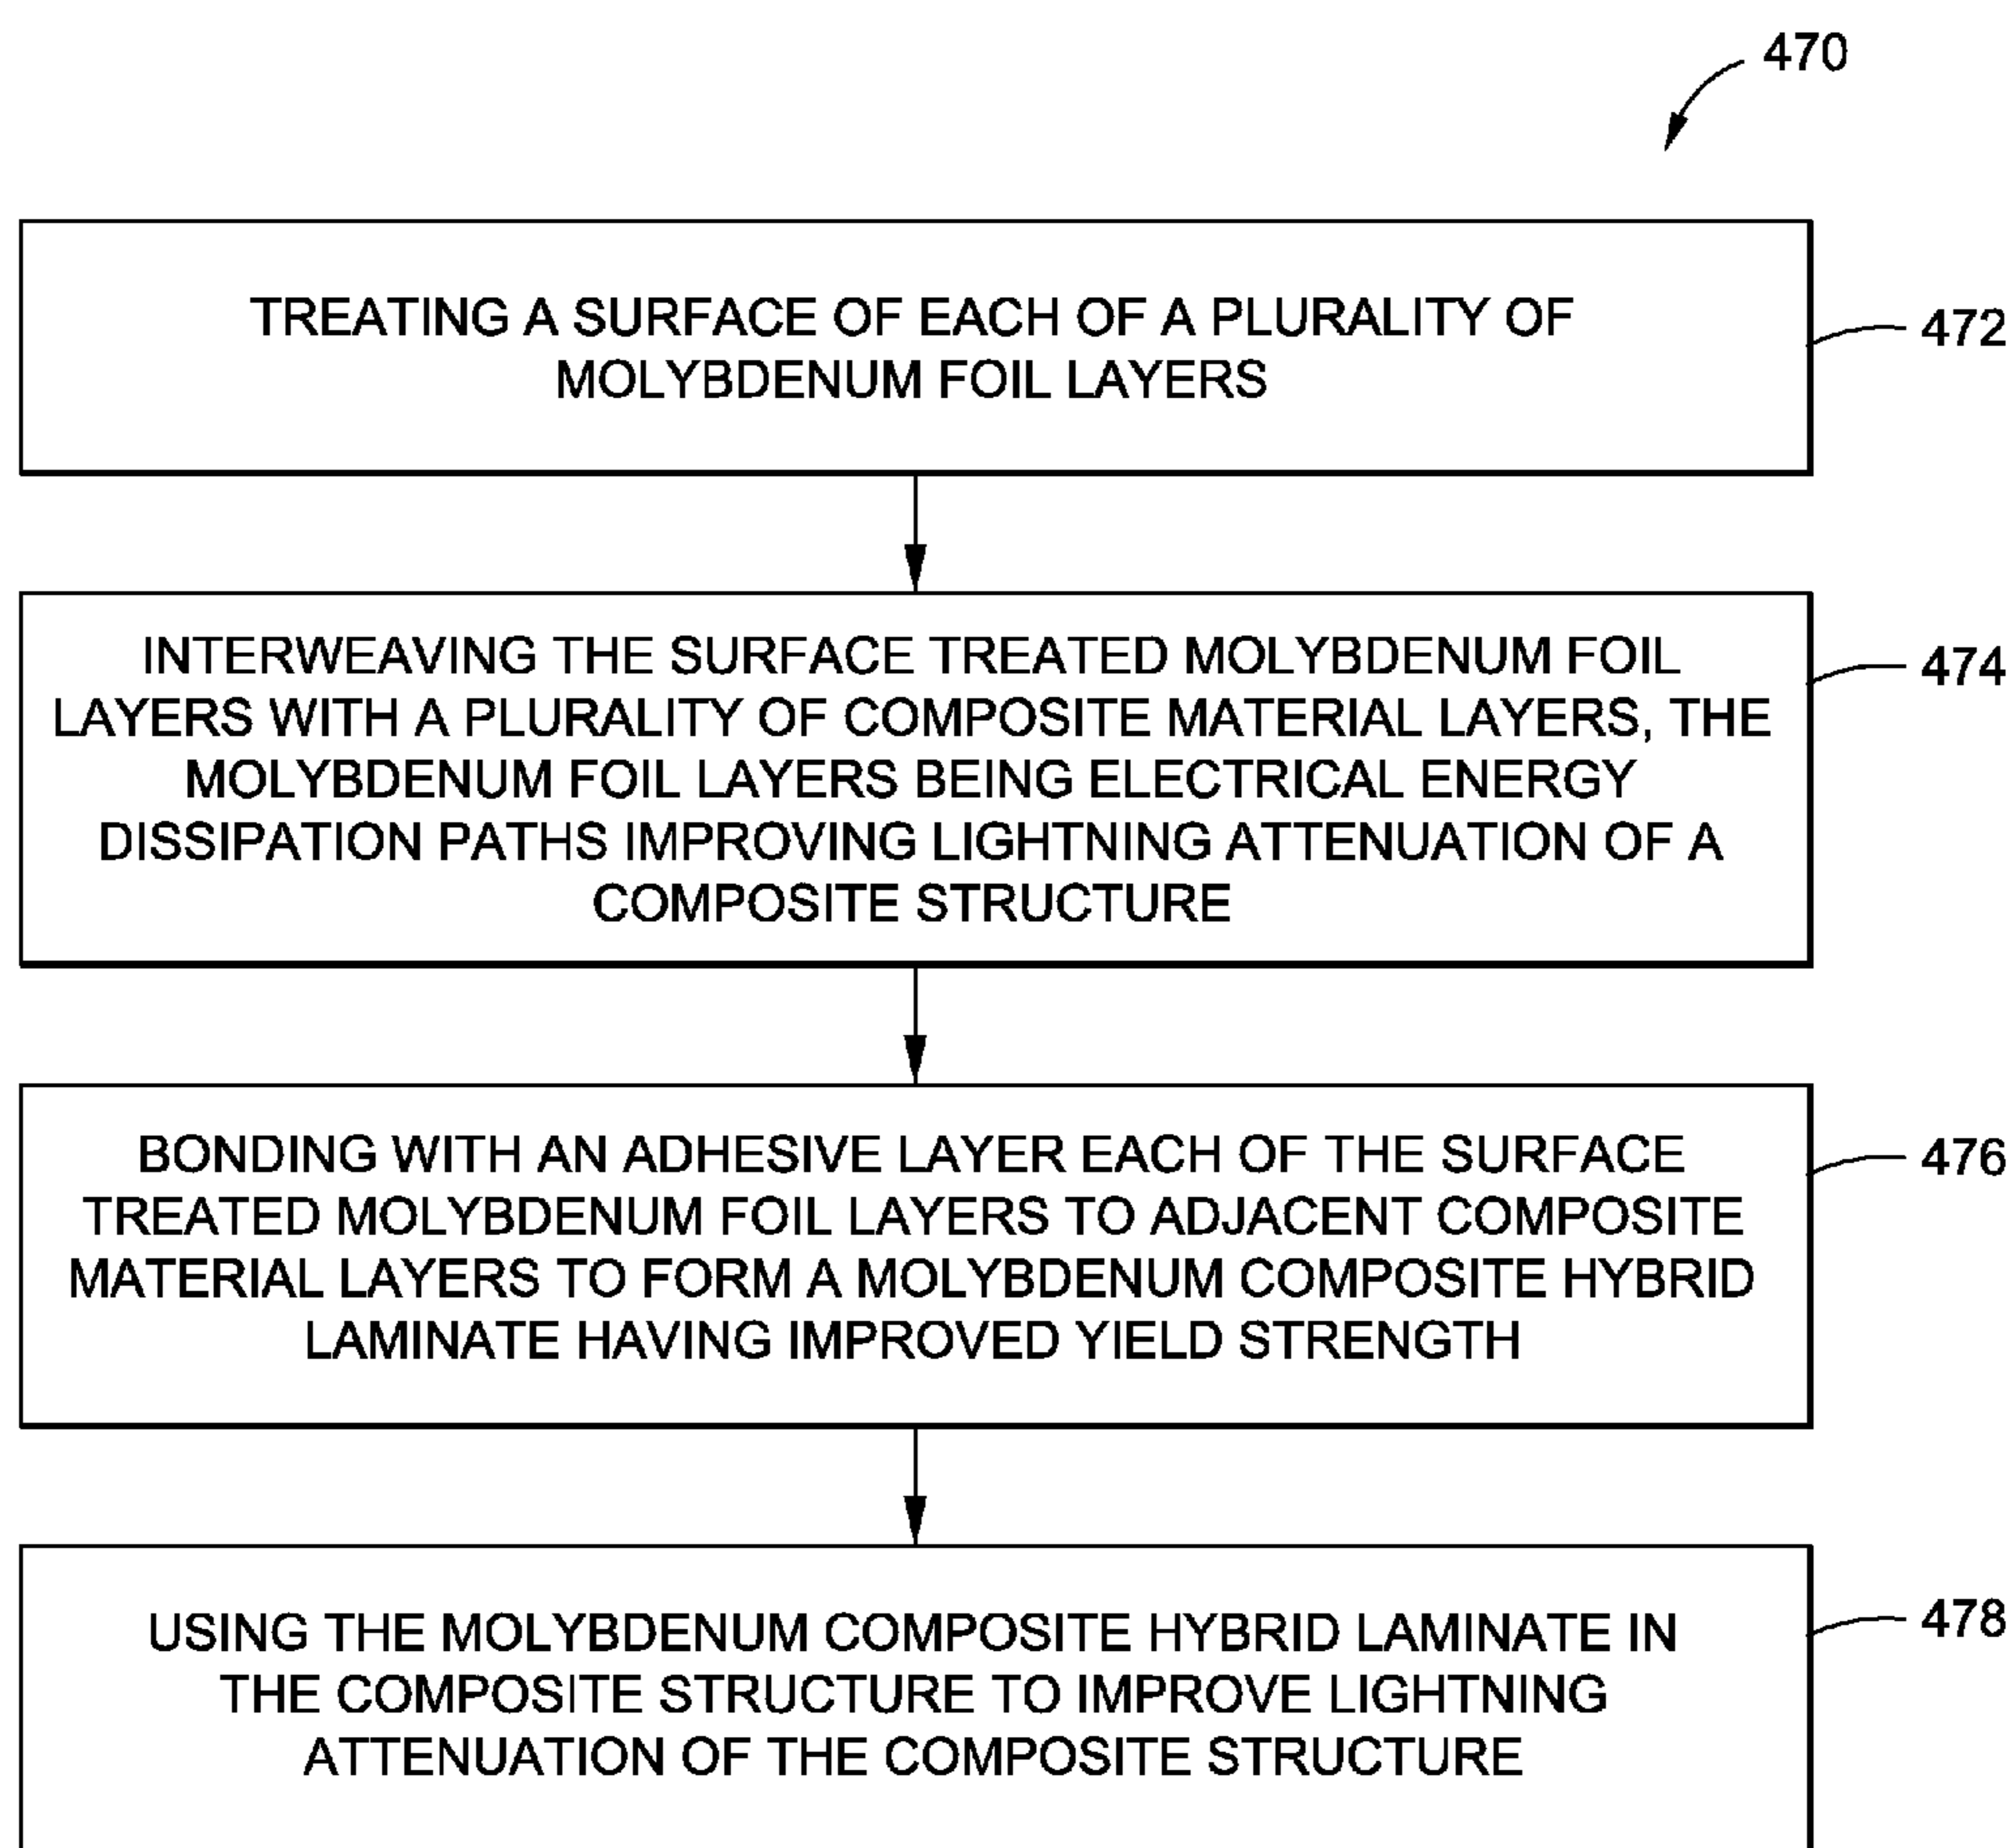 470
TREATING A SURFACE OF EACH OF A PLURALITY OF
MOLYBDENUM FOIL LAYERS
472
INTERWEAVING THE SURFACE TREATED MOLYBDENUM FOIL
LAYERS WITH A PLURALITY OF COMPOSITE MATERIAL LAYERS, THE
MOLYBDENUM FOIL LAYERS BEING ELECTRICAL ENERGY
DISSIPATION PATHS IMPROVING LIGHTNING ATTENUATION OF A
COMPOSITE STRUCTURE
474
BONDING WITH AN ADHESIVE LAYER EACH OF THE SURFACE
TREATED MOLYBDENUM FOIL LAYERS TO ADJACENT COMPOSITE
MATERIAL LAYERS TO FORM A MOLYBDENUM COMPOSITE HYBRID
LAMINATE HAVING IMPROVED YIELD STRENGTH
476
USING THE MOLYBDENUM COMPOSITE HYBRID LAMINATE IN
THE COMPOSITE STRUCTURE TO IMPROVE LIGHTNING
ATTENUATION OF THE COMPOSITE STRUCTURE
478